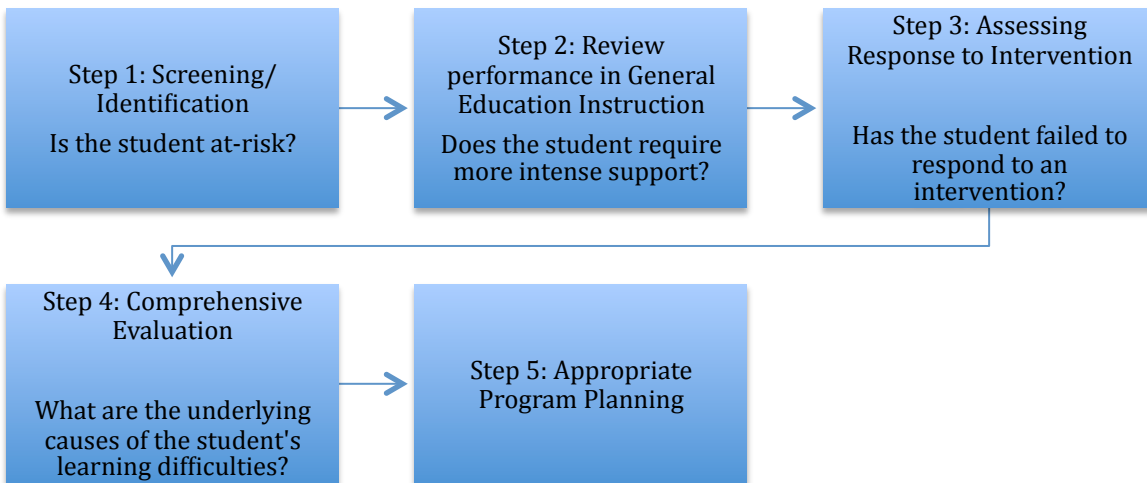 Step 1: Screening/
Identification
Is the student at-risk?
Step 2: Review
performance in General
Education Instruction
Does the student require
more intense support?
Step 3: Assessing
Response to Intervention
Has the student failed to
respond to an
intervention?
Step 4: Comprehensive
Evaluation
What are the underlying
causes of the student's
learning difficulties?
Step 5: Appropriate
Program Planning